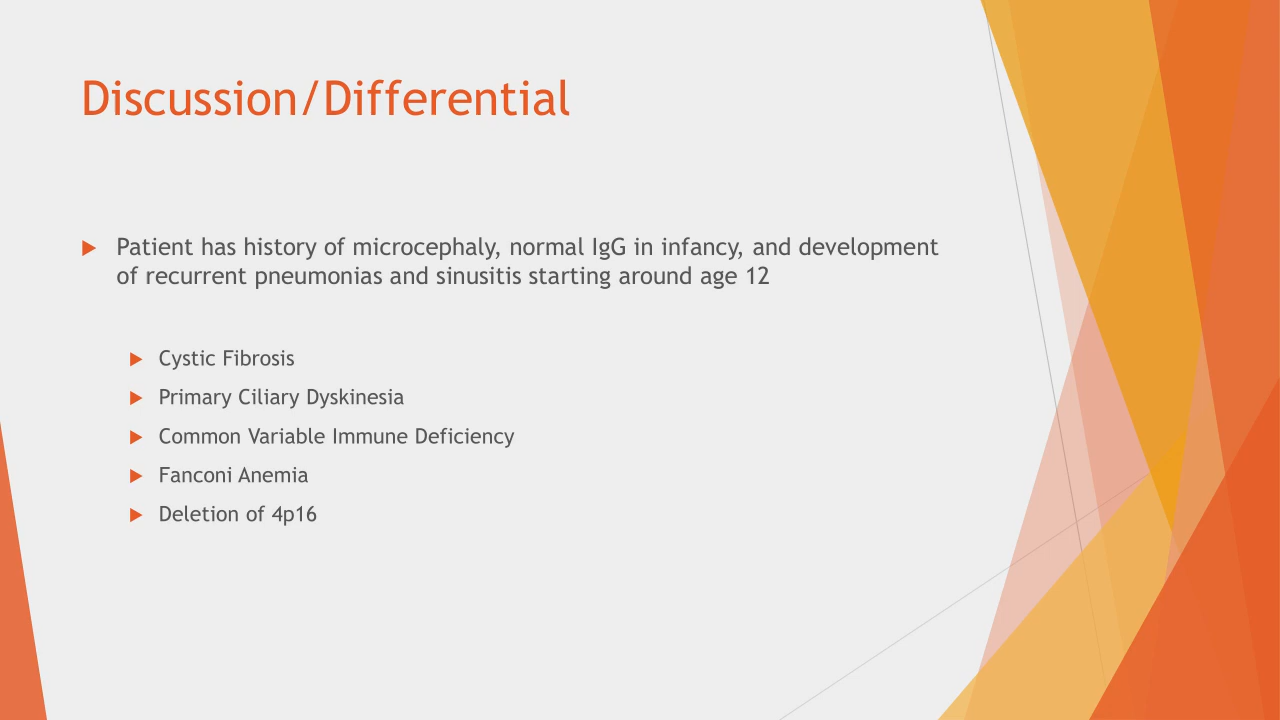 Discussion/Differential
Patient has history of microcephaly, normal IgG in infancy, and development
of recurrent pneumonias and sinusitis starting around age 12
Cystic Fibrosis
Primary Ciliary Dyskinesia
Common Variable Immune Deficiency
Fanconi Anemia
Deletion of 4p16